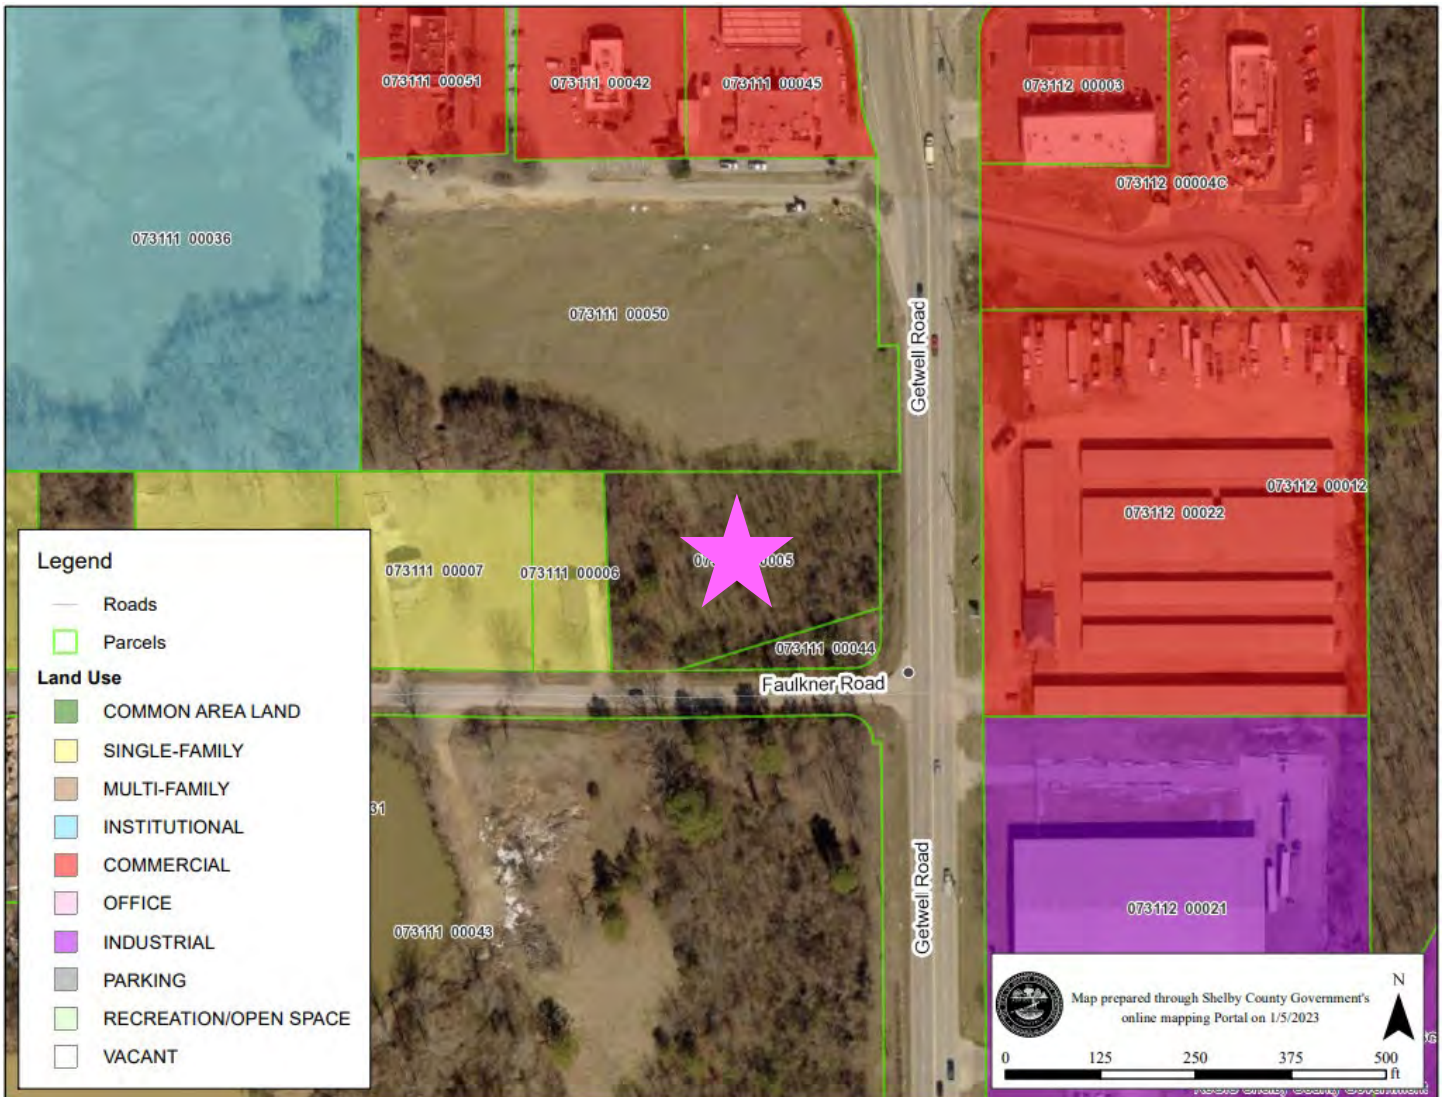 073111 00051
073111 00042
073111 00045
073112 00003
073112 00004C
073111 00036
073111 00050
Getwell Road
073112 00012
073112 00022
073111 00007
073111 00006
0005
073111 00044
Faulkner Road
31
073111 00043
Getwell Road
073112 00021
Legend
Roads
Parcels
Land Use
COMMON AREA LAND
SINGLE-FAMILY
MULTI-FAMILY
INSTITUTIONAL
COMMERCIAL
OFFICE
INDUSTRIAL
PARKING
RECREATION/OPEN SPACE
VACANT
Map prepared through Shelby County Government's
online mapping Portal on 1/5/2023
N
0 125 250 375 500
ft